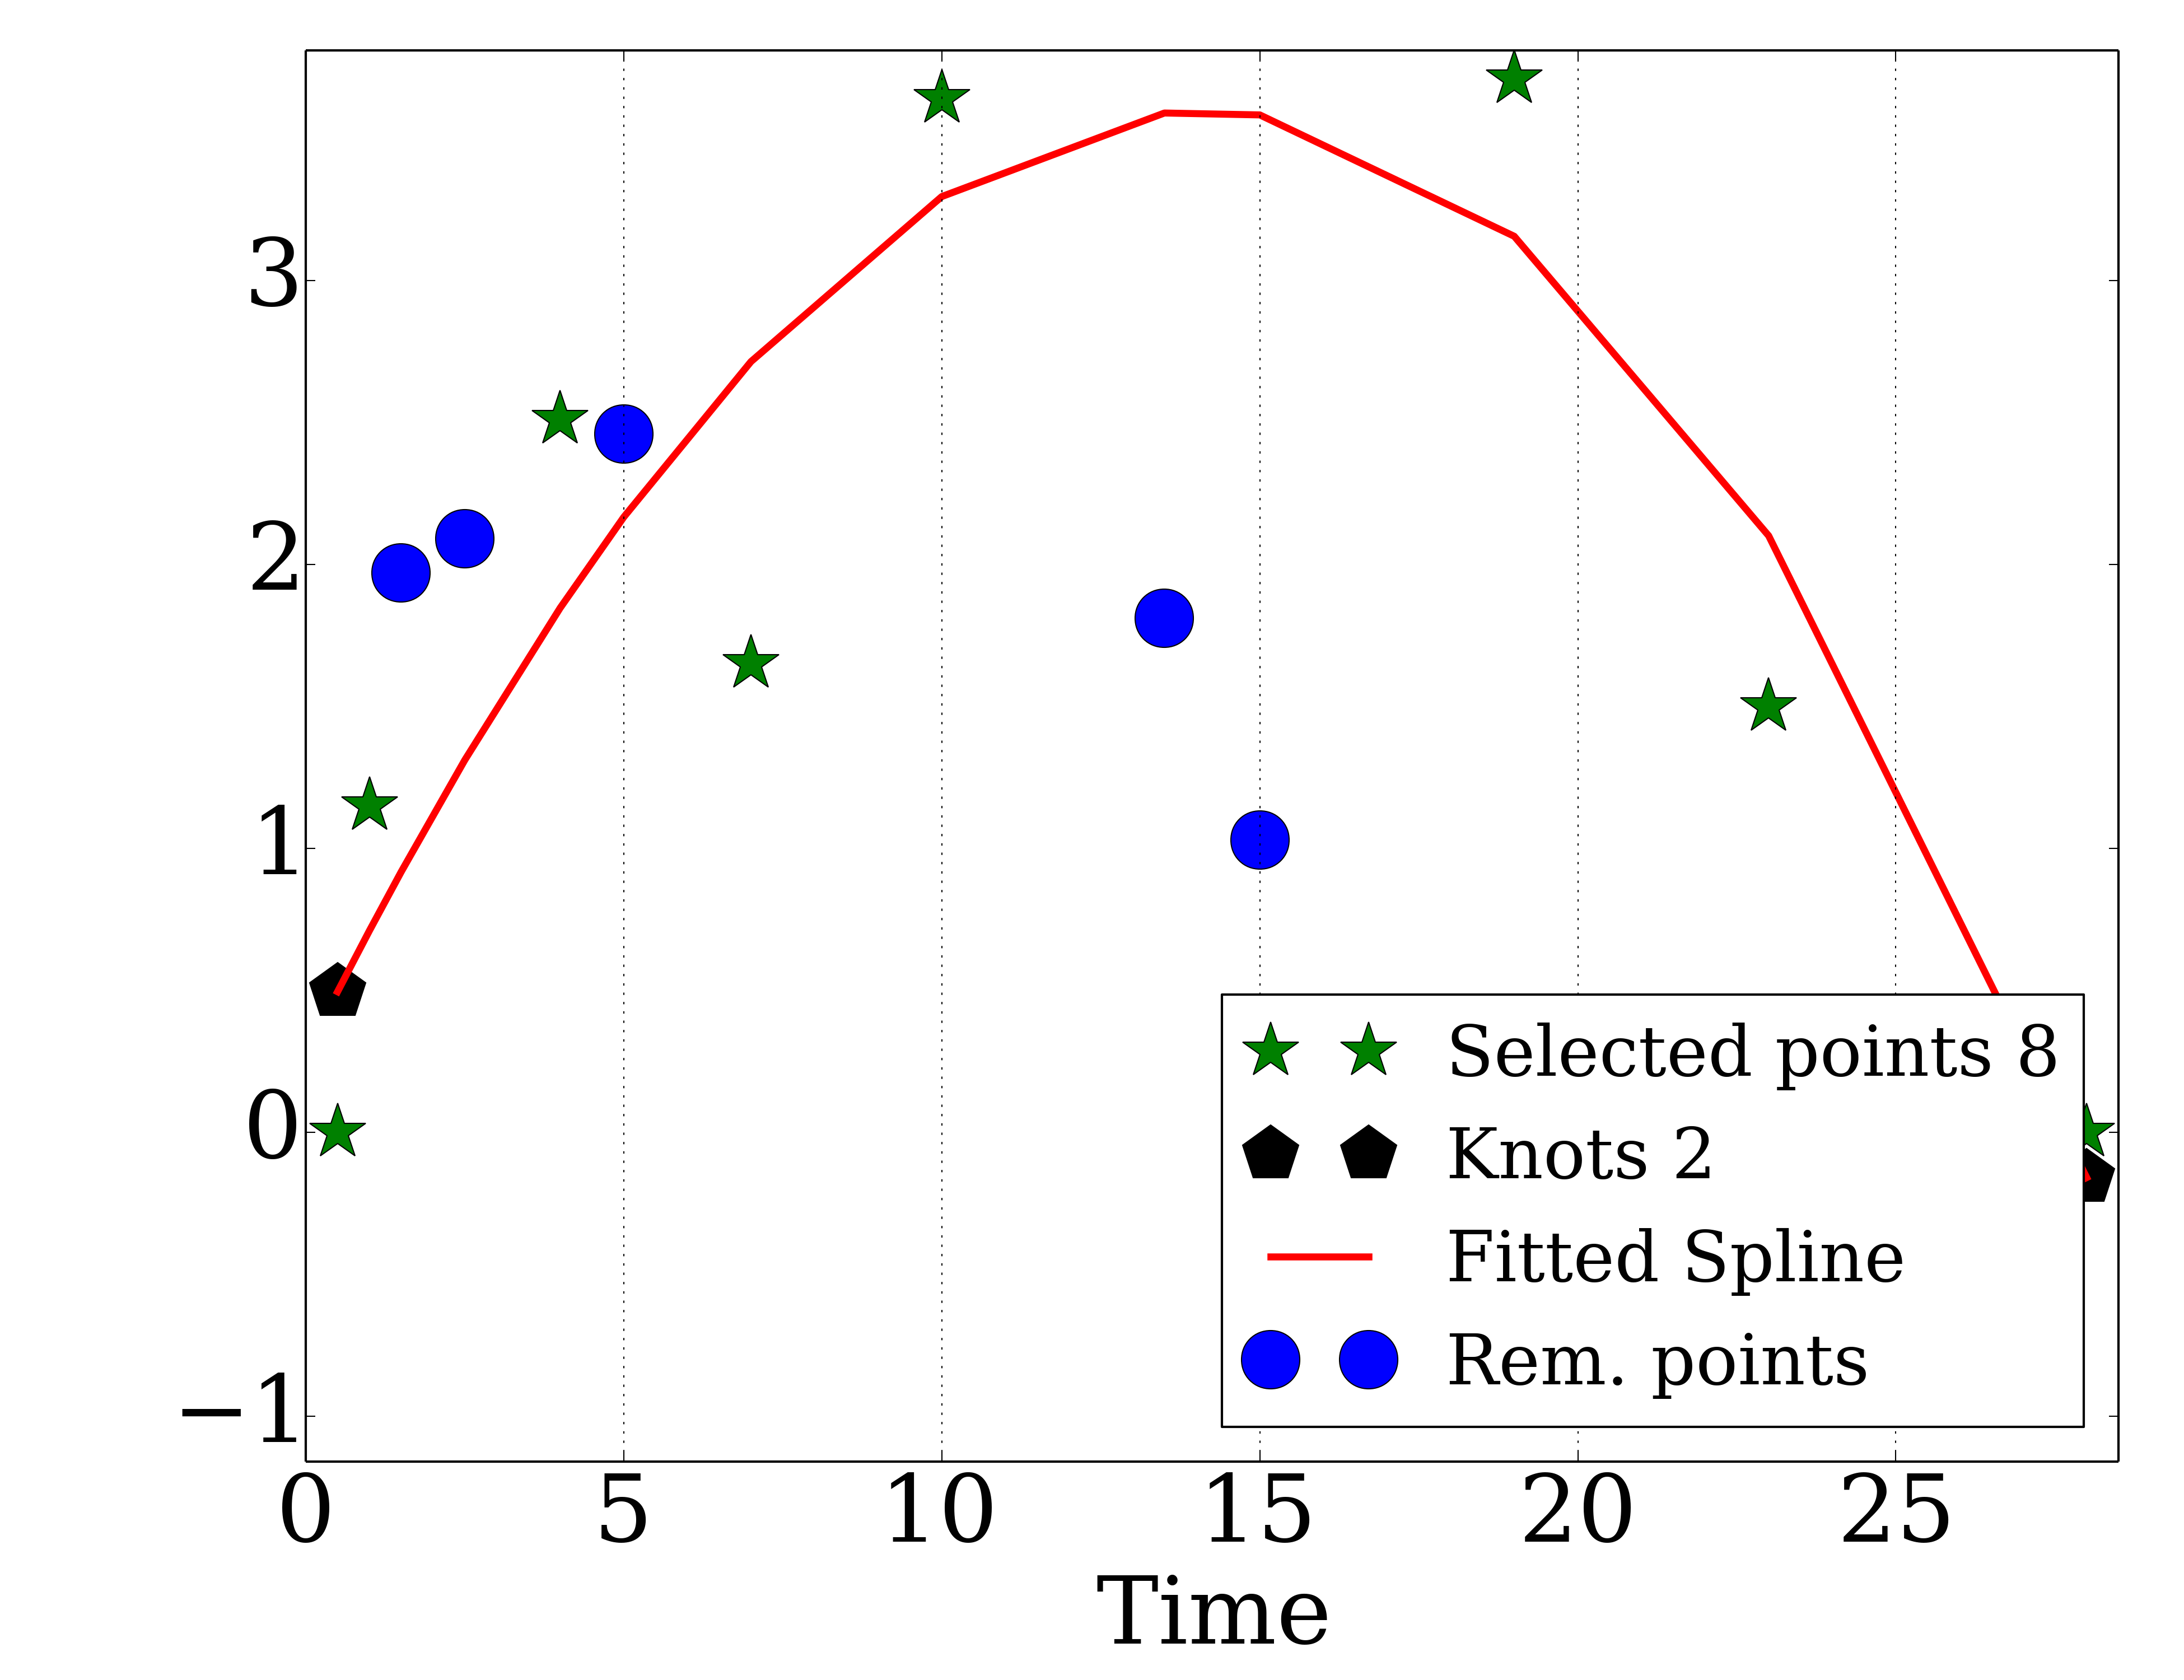 3
2
1
0
−1
0 5 10 15 20 25
Time
Selected points 8
Knots 2
Fitted Spline
Rem. points